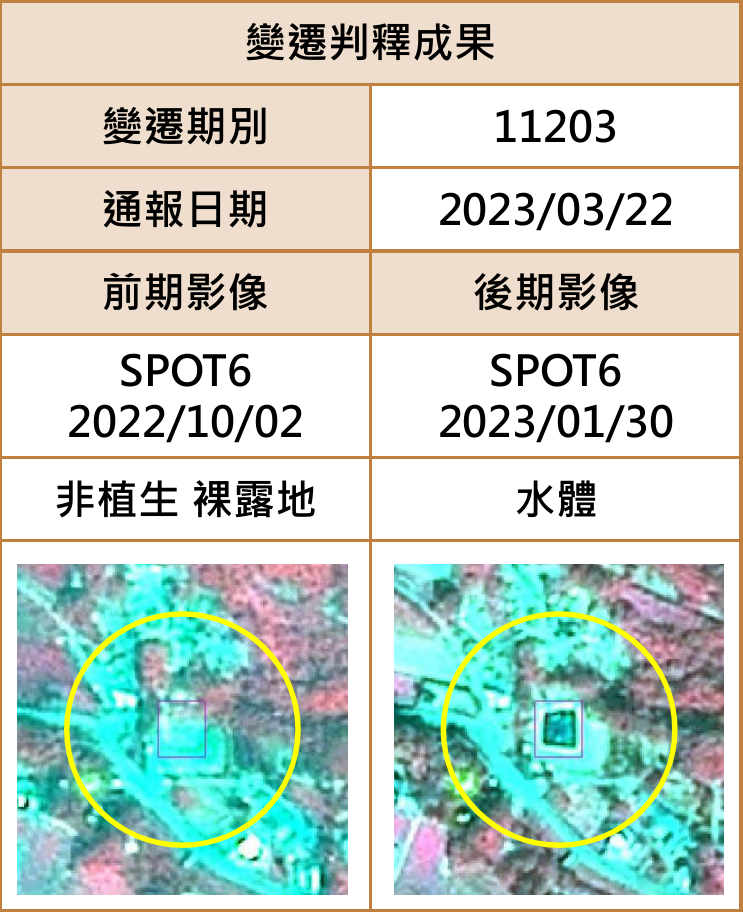 變遷判釋成果
變遷期別 11203
通報日期 2023/03/22
前期影像 後期影像
SPOT6 SPOT6
2022/10/02 2023/01/30
非植生 裸露地 水體